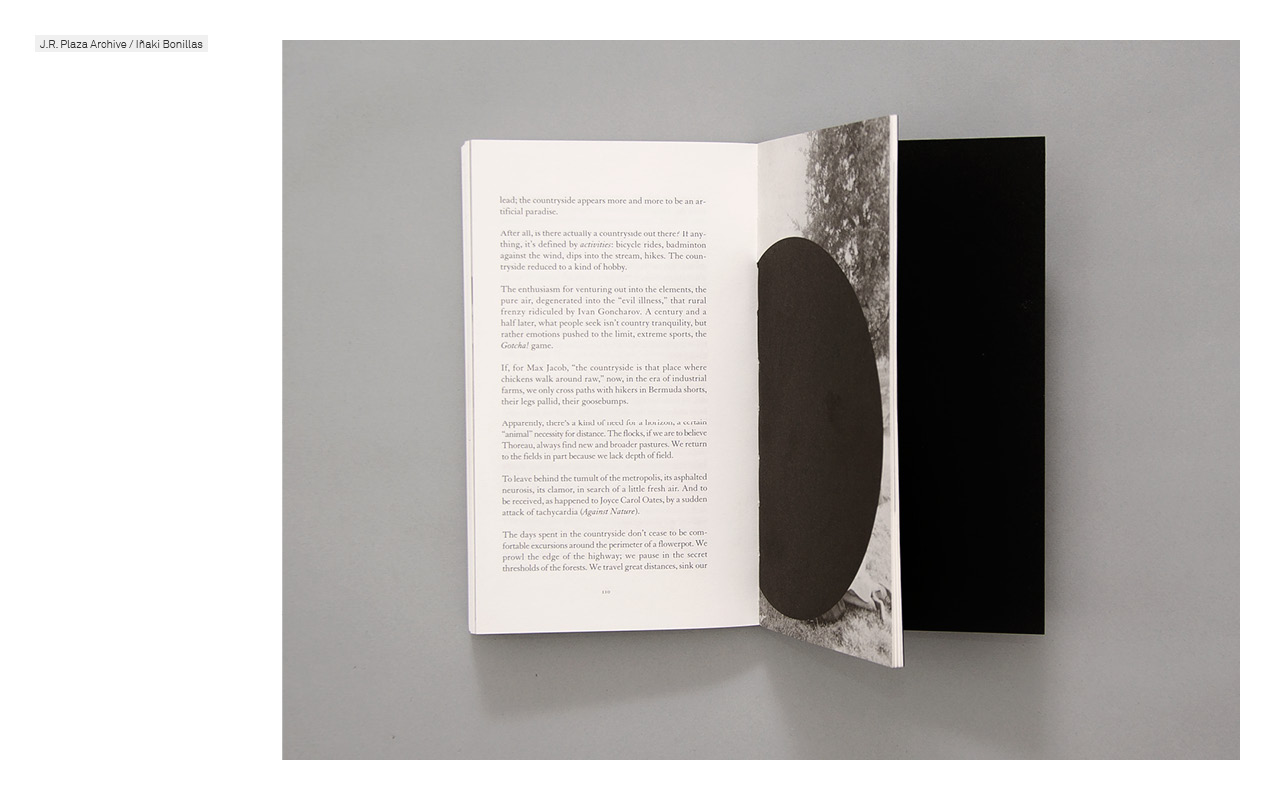 J.R. Plaza Archive / Iñaki Bonillas
lead; the countryside appears more and more to be an ar-
tificial paradise.
After all, is there actually a countryside out there? If any-
thing, it's defined by activities: bicycle rides, badminton
against the wind, dips into the stream, hikes. The coun-
tryside reduced to a kind of hobby.
The enthusiasm for venturing out into the elements, the
pure air, degenerated into the “evil illness,” that rural
frenzy ridiculed by Ivan Goncharov. A century and a
half later, what people seek isn't country tranquility, but
rather emotions pushed to the limit, extreme sports, the
Gotcha! game.
If, for Max Jacob, “the countryside is that place where
chickens walk around raw,” now, in the era of industrial
farms, we only cross paths with hikers in Bermuda shorts,
their legs pallid, their goosebumps.
Apparently, there's a kind of need for a horizon, a certain
“animal” necessity for distance. The flocks, if we are to believe
Thoreau, always find new and broader pastures. We return
to the fields in part because we lack depth of field.
To leave behind the tumult of the metropolis, its asphalted
neurosis, its clamor, in search of a little fresh air. And to
be received, as happened to Joyce Carol Oates, by a sudden
attack of tachycardia (Against Nature).
The days spent in the countryside don't cease to be com-
fortable excursions around the perimeter of a flowerpot. We
prowl the edge of the highway; we pause in the secret
thresholds of the forests. We travel great distances, sink our